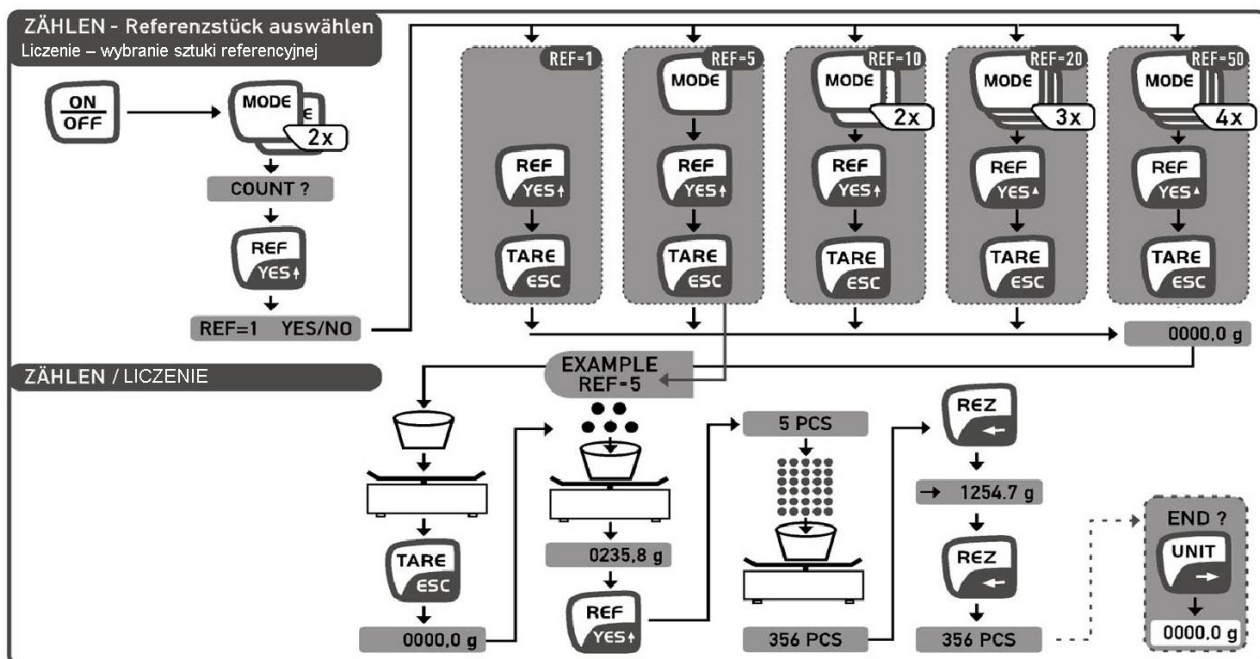 ZÄHLEN - Referenzstück auswählen
Liczenie – wybranie sztuki referencyjnej
ON
OFF
MODE
2x
COUNT ?
REF
YES↑
REF=1 YES/NO
REF=1
REF
YES↑
TARE
ESC
REF=5
MODE
REF
YES↑
TARE
ESC
REF=10
MODE
2x
REF
YES↑
TARE
ESC
REF=20
MODE
3x
REF
YES▲
TARE
ESC
REF=50
MODE
4x
REF
YES▲
TARE
ESC
0000,0 g
ZÄHLEN / LICZENIE
TARE
ESC
0000,0 g
EXAMPLE
REF-5
0235,8 g
REF
YES↑
5 PCS
356 PCS
REZ
←
→ 1254.7 g
REZ
←
356 PCS
END ?
UNIT
→
0000,0 g